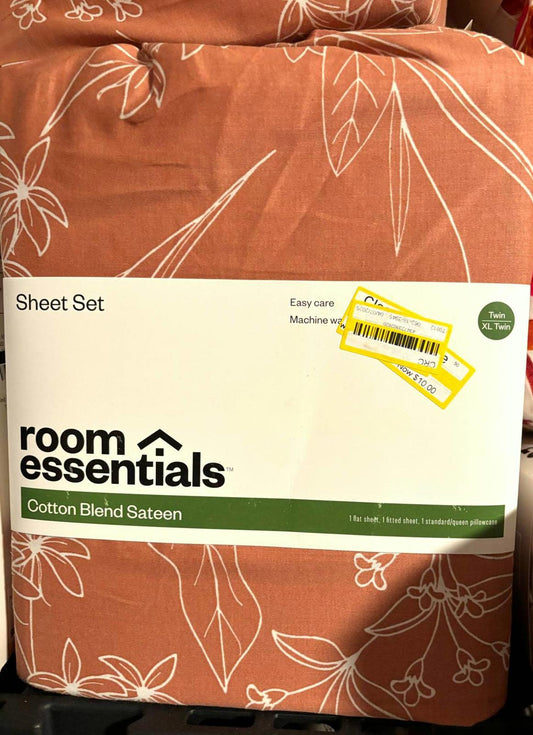 Sheet Set
Easy care
Machine wa
Twin
XL Twin
Now $10.00
room
essentials™
Cotton Blend Sateen
1 flat sheet, 1 fitted sheet, 1 standard/queen pillowcase